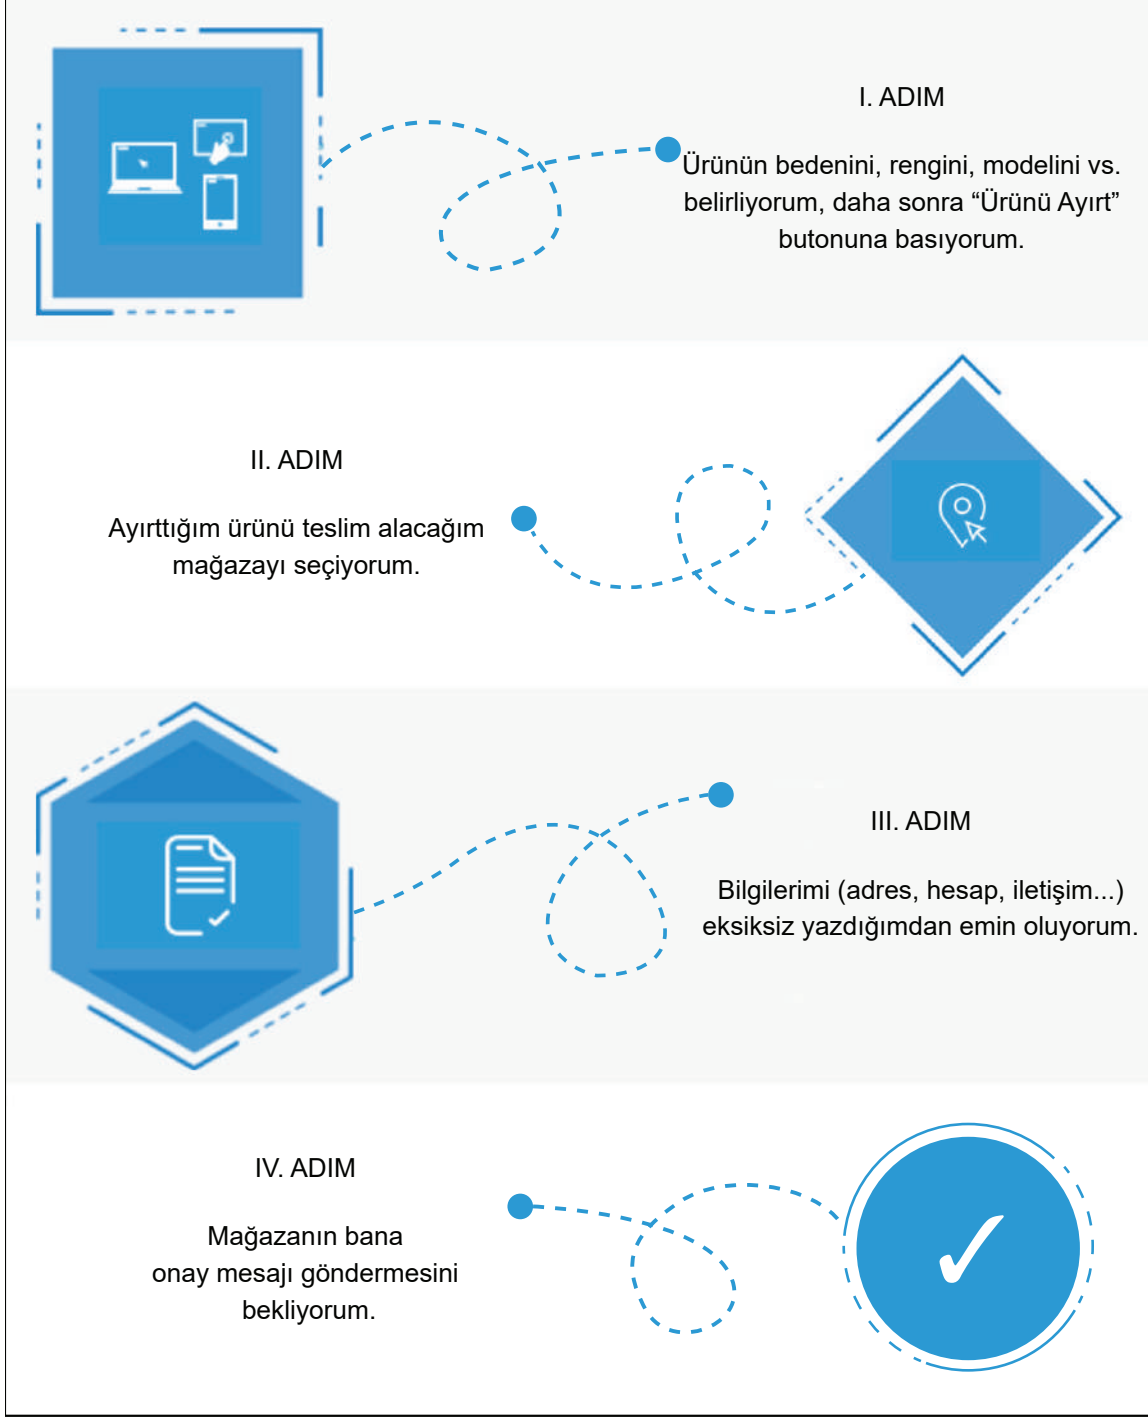 I. ADIM
Ürünün bedenini, rengini, modelini vs.
belirliyorum, daha sonra “Ürünü Ayırt”
butonuna basıyorum.
II. ADIM
Ayırttığım ürünü teslim alacağım
mağazayı seçiyorum.
III. ADIM
Bilgilerimi (adres, hesap, iletişim...)
eksiksiz yazdığımdan emin oluyorum.
IV. ADIM
Mağazanın bana
onay mesajı göndermesini
bekliyorum.